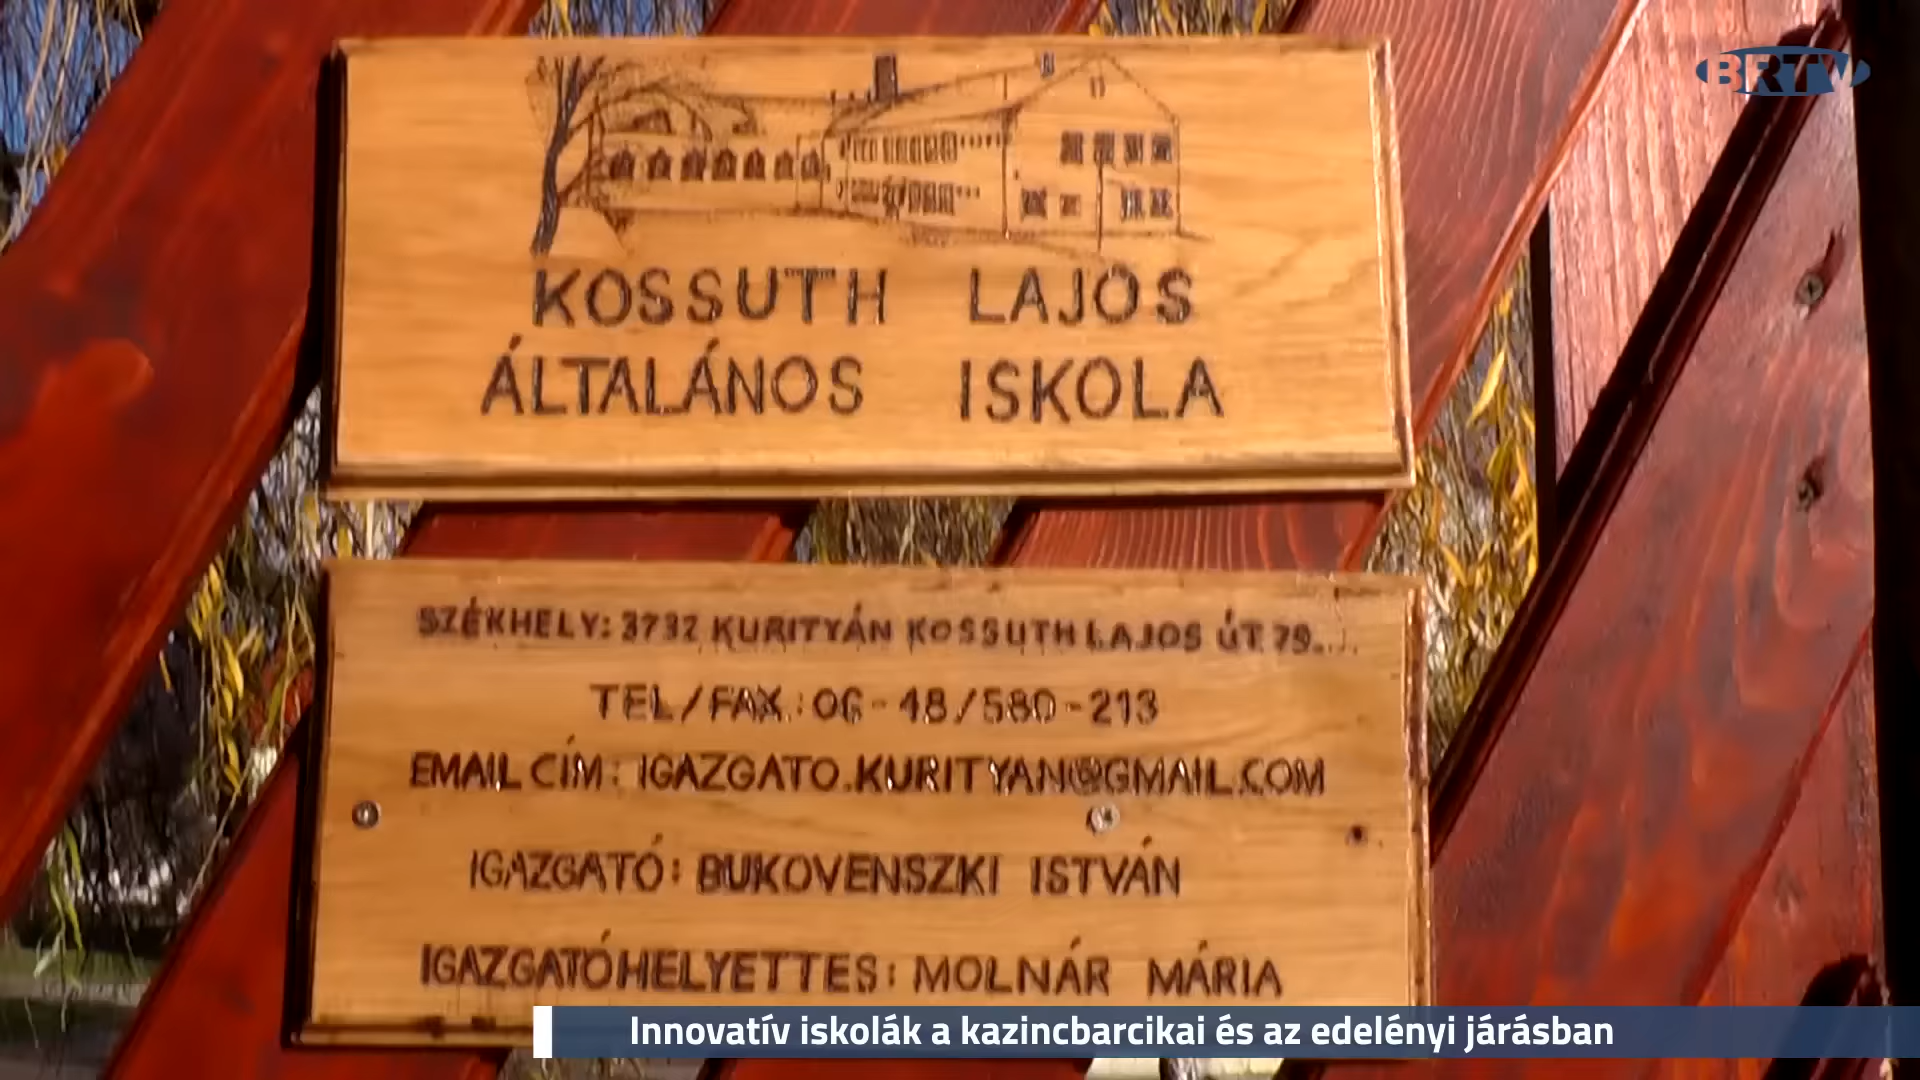 BRTV
KOSSUTH LAJOS
ÁLTALÁNOS ISKOLA
SZÉKHELY: 3732 KURITYÁN KOSSUTH LAJOS ÚT 79....
TEL/FAX.: 06-48/580-213
EMAIL CÍM: IGAZGATO.KURITYAN@GMAIL.COM
IGAZGATÓ: BUKOVENSZKI ISTVÁN
IGAZGATÓHELYETTES: MOLNÁR MÁRIA
Innovatív iskolák a kazincbarcikai és az edelényi járásban